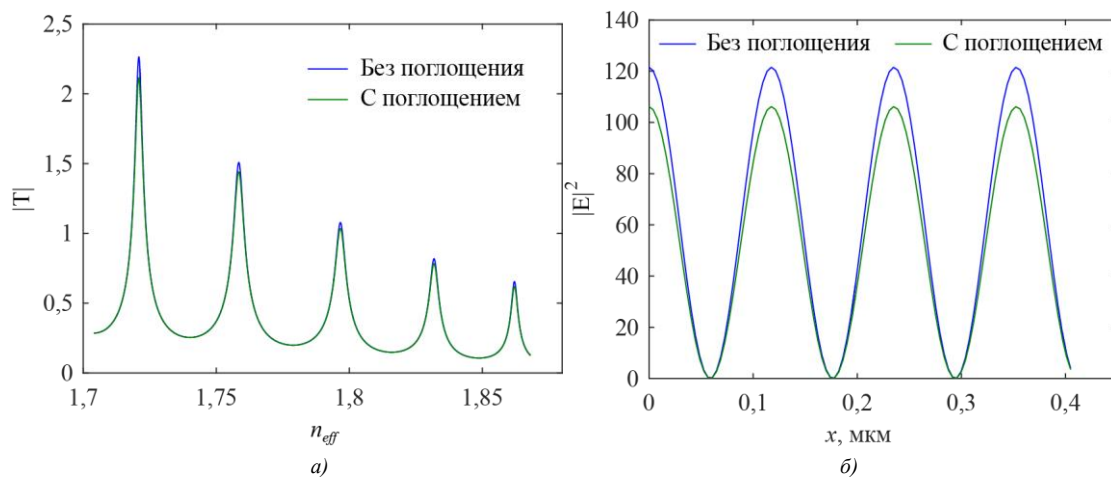 2,5
2
1,5
1
0,5
0
|T|
Без поглощения
С поглощением
1,7
1,75
1,8
1,85
n_eff
а)
140
120
100
80
60
40
20
0
|E|²
Без поглощения
С поглощением
0
0,1
0,2
0,3
0,4
x, мкм
б)